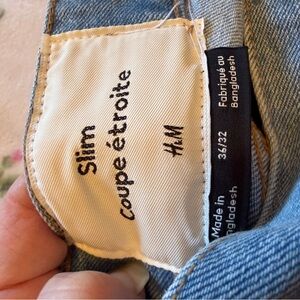 Slim
coupe étroite
H&M
Made in
Bangladesh
36/32
Fabriqué au
Bangladesh